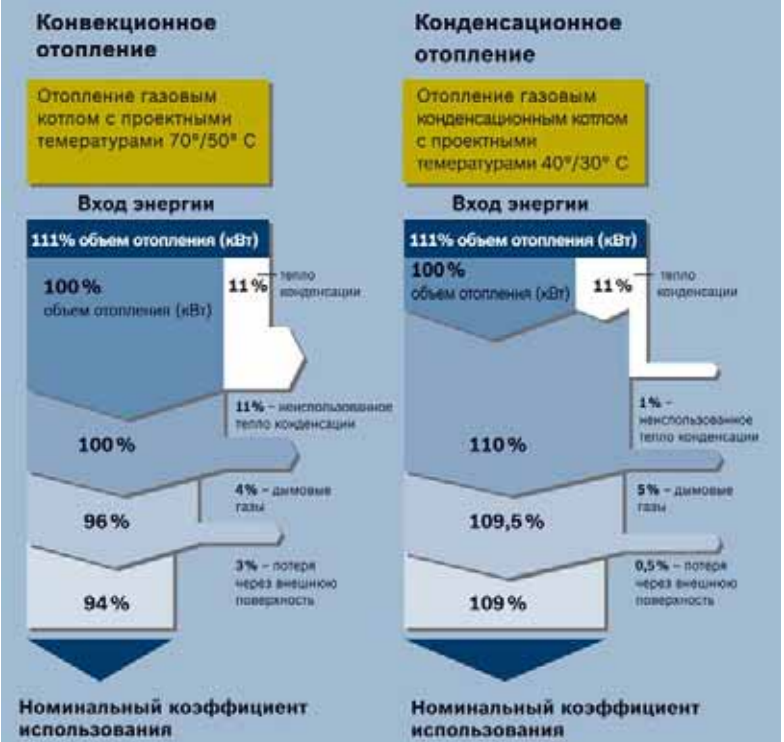 Конвекционное
отопление
Отопление газовым
котлом с проектными
темературами 70°/50° С
Вход энергии
111% объем отопления (кВт)
100%
объем отопления (кВт)
11%
тепло
конденсации
11% – неиспользованное
тепло конденсации
100%
4% – дымовые
газы
96%
3% – потеря
через внешнюю
поверхность
94%
Номинальный коэффициент
использования
Конденсационное
отопление
Отопление газовым
конденсационным котлом
с проектными
темературами 40°/30° С
Вход энергии
111% объем отопления (кВт)
100%
объем отопления (кВт)
11%
тепло
конденсации
1% –
неиспользованное
тепло конденсации
110%
5% – дымовые
газы
109,5%
0,5% – потеря
через внешнюю
поверхность
109%
Номинальный коэффициент
использования